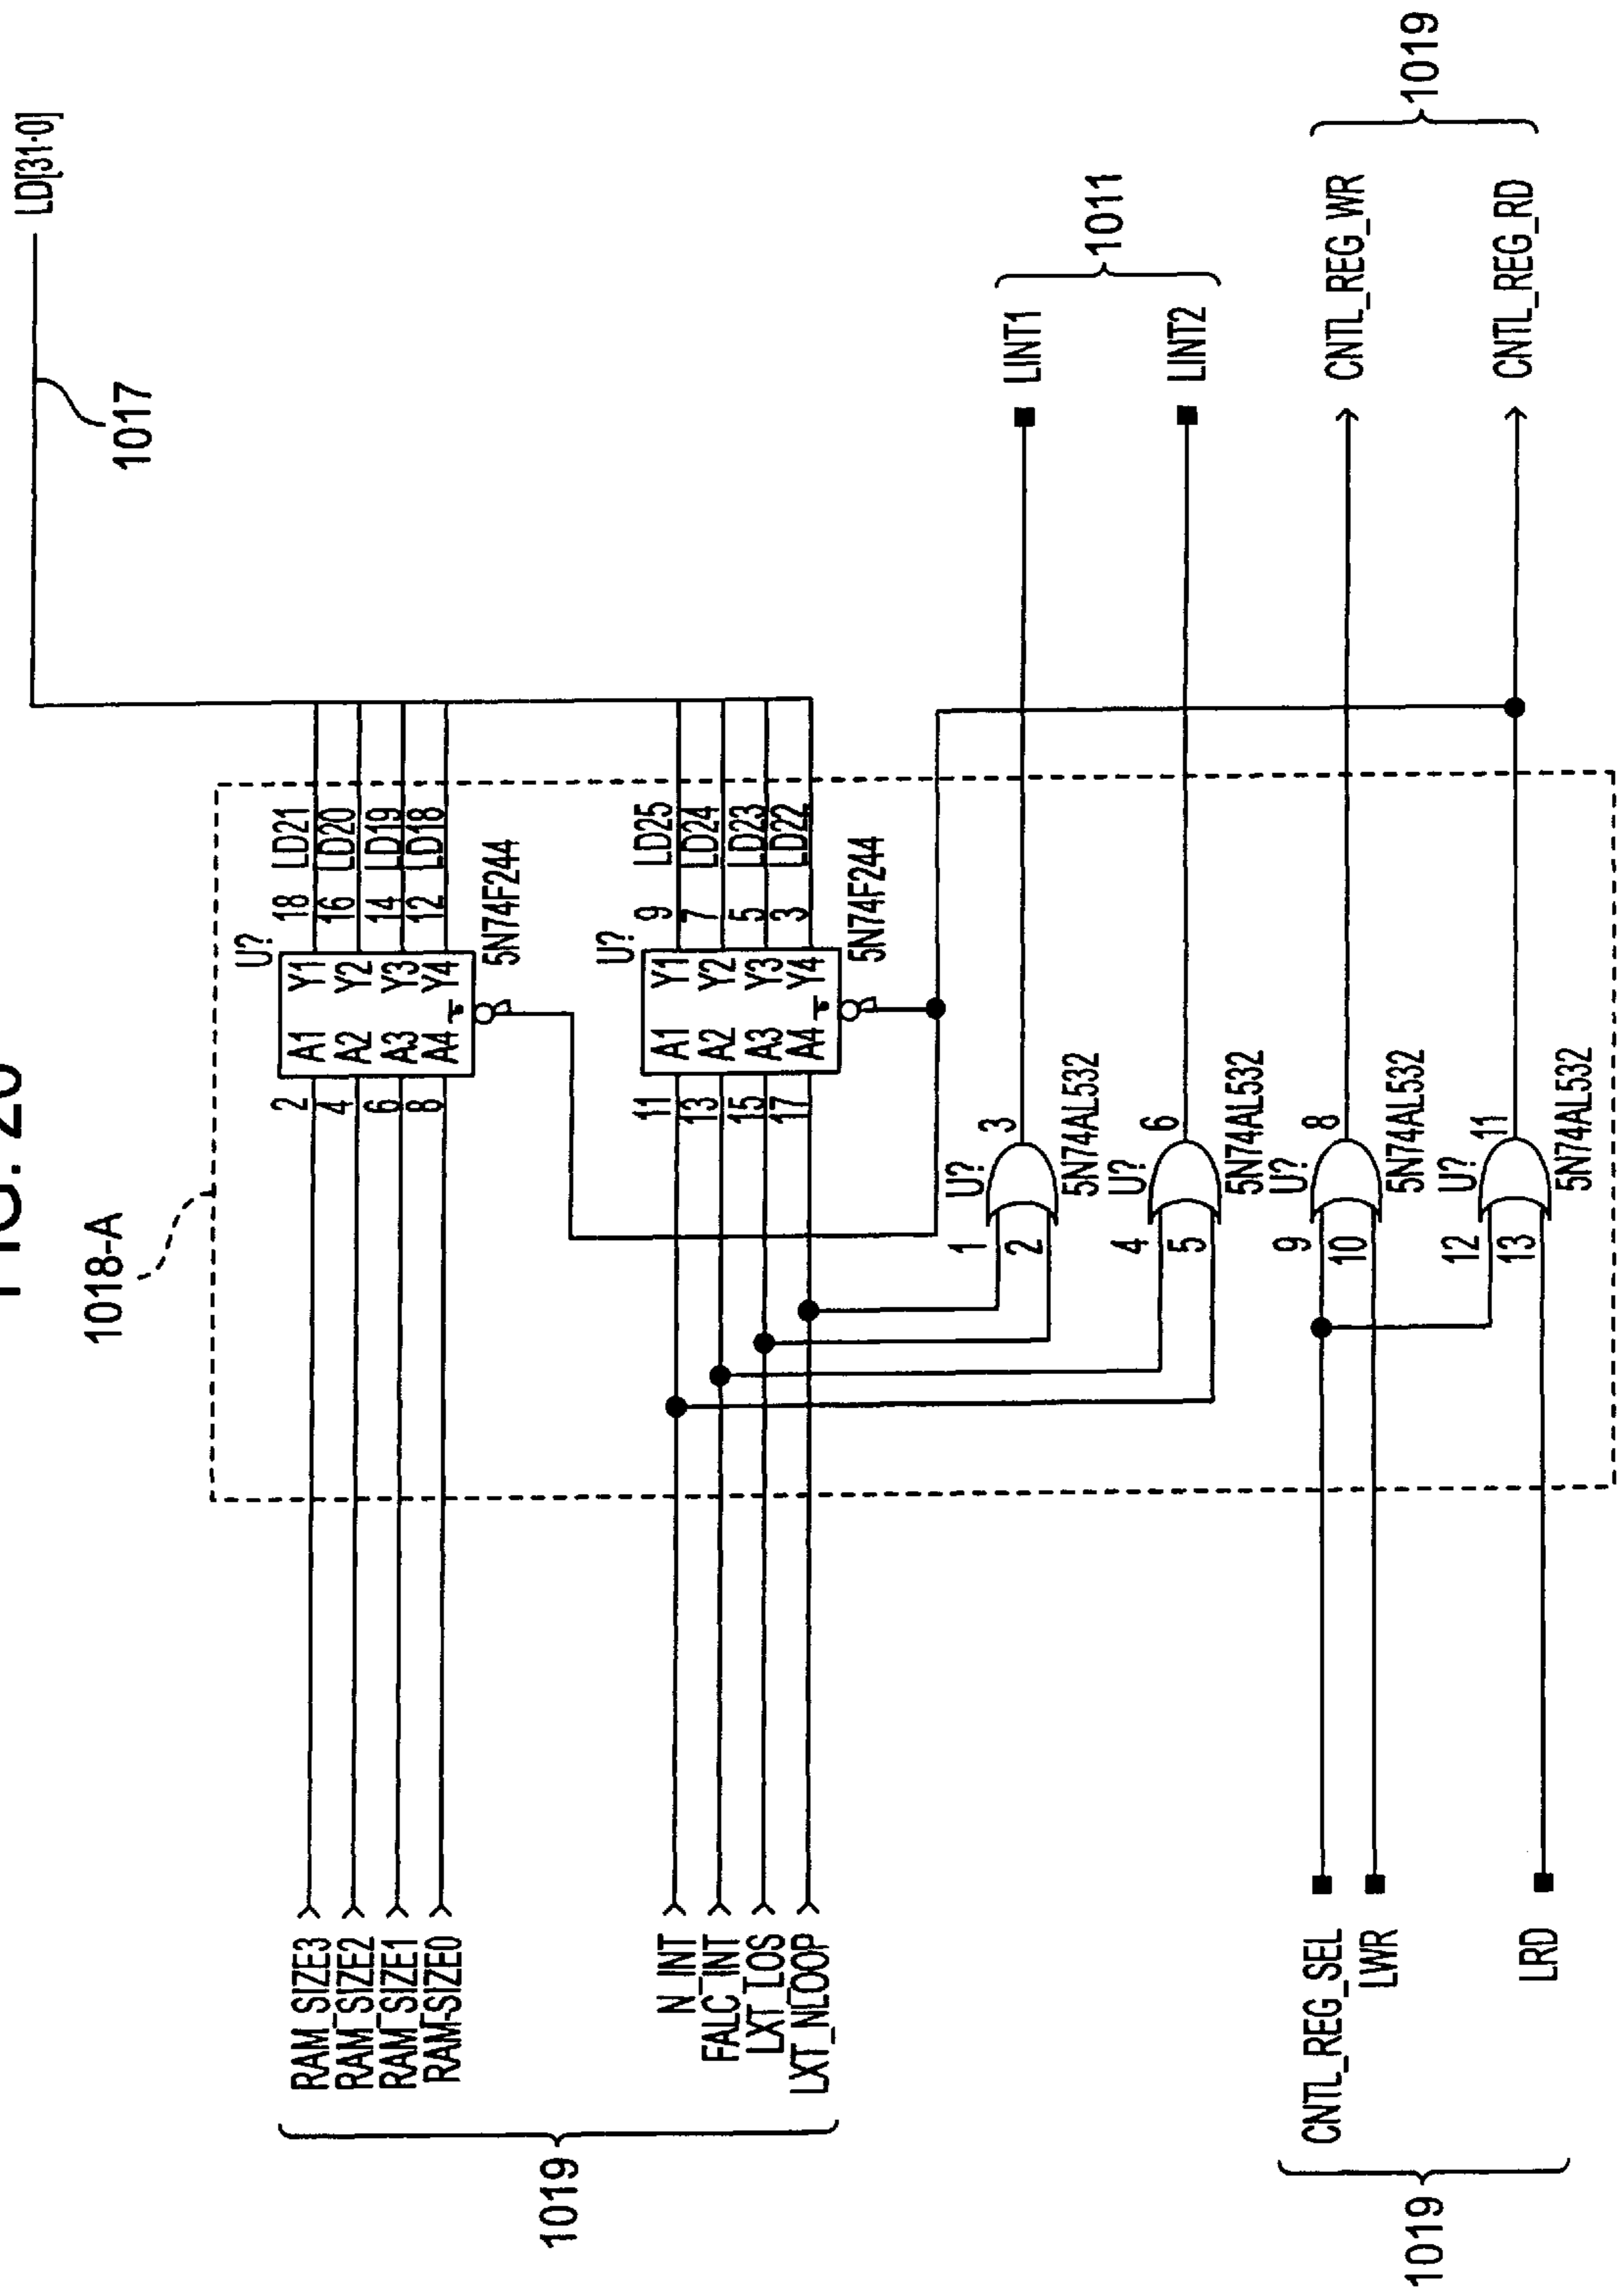 LD[31-0]
1017
1018-A
U?
RAM_SIZE3 2 A1 Y1 18 LD21
RAM_SIZE2 4 A2 Y2 16 LD20
RAM_SIZE1 6 A3 Y3 14 LD19
RAM-SIZE0 8 A4 Y4 12 LD18
5N74F244
1019
U?
N_INT 11 A1 Y1 9 LD25
FALC_INT 13 A2 Y2 7 LD24
LXT_LOS 15 A3 Y3 5 LD23
LXT_NLOOP 17 A4 Y4 3 LD22
5N74F244
U?
1
2
3
LINT1
5N74AL532
1011
U?
4
5
6
LINT2
5N74AL532
U?
CNTL_REG_SEL 9
LWR 10
8
CNTL_REG_WR
5N74AL532
1019
1019
U?
12
LRD 13
11
CNTL_REG_RD
5N74AL532